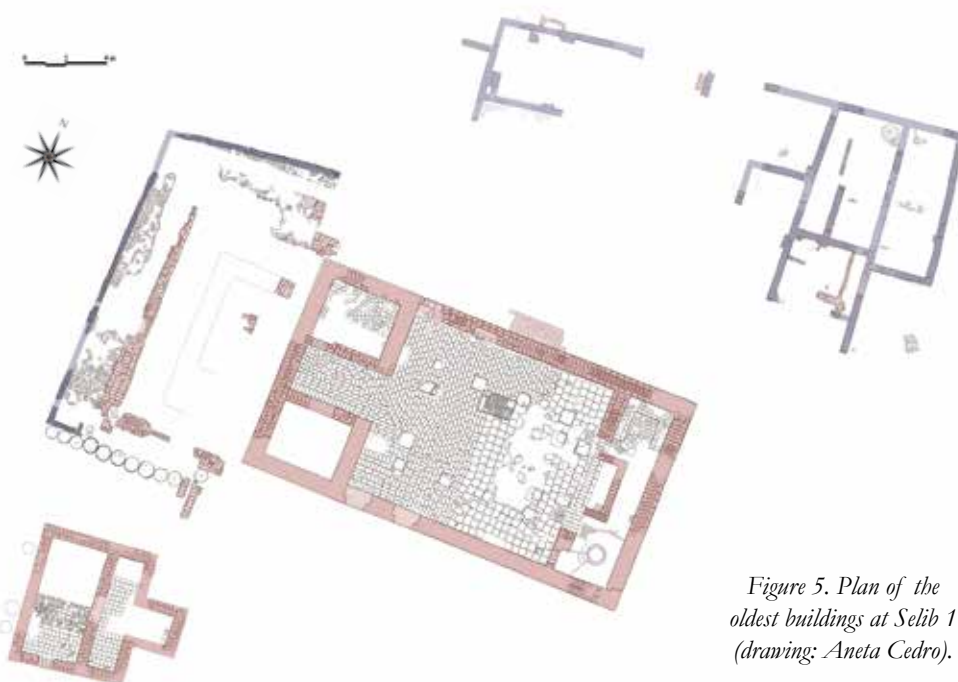 N
Figure 5. Plan of the
oldest buildings at Selib 1
(drawing: Aneta Cedro).